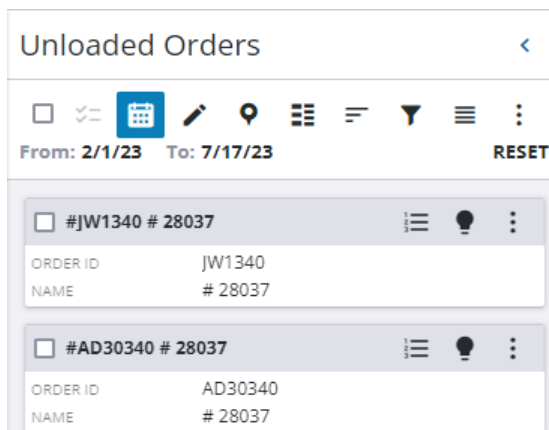 Unloaded Orders
From: 2/1/23 To: 7/17/23 RESET
#JW1340 # 28037
ORDER ID JW1340
NAME # 28037
#AD30340 # 28037
ORDER ID AD30340
NAME # 28037